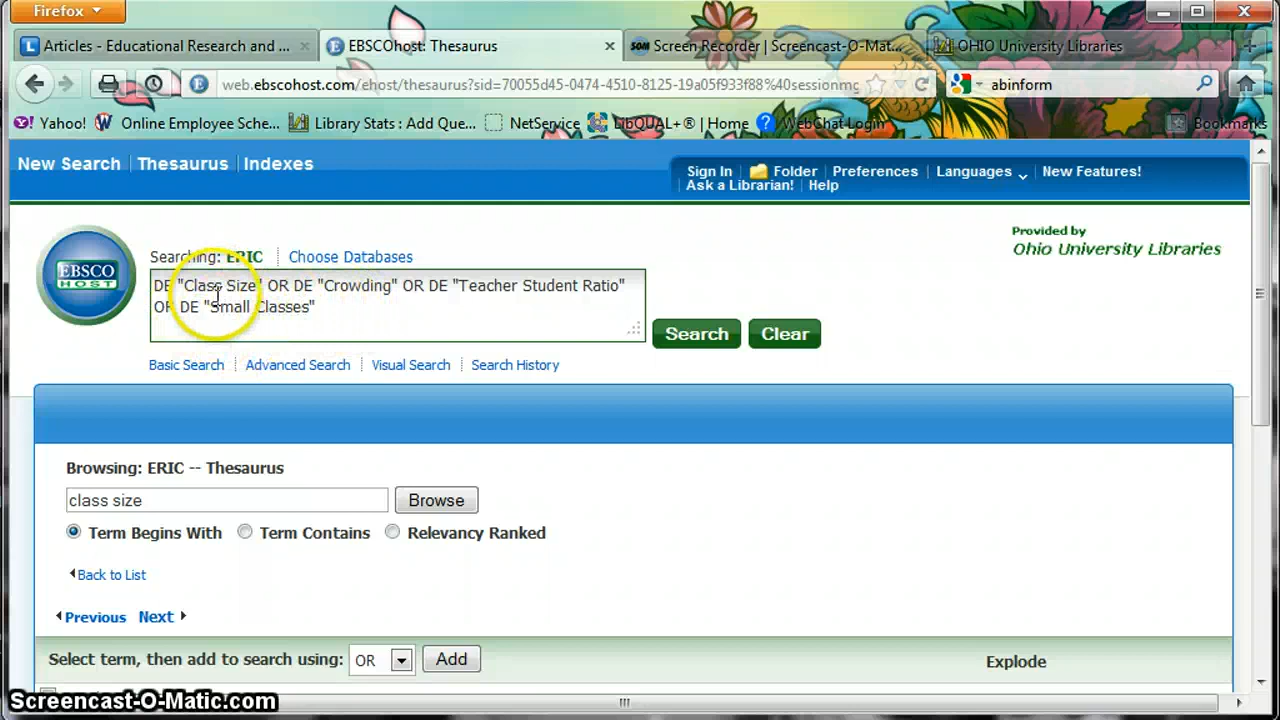 Firefox
Articles - Educational Research and ...
EBSCOhost: Thesaurus
Screen Recorder | Screencast-O-Mat...
OHIO University Libraries
web.ebscohost.com/ehost/thesaurus?sid=70055d45-0474-4510-8125-19a05f933f88%40sessionmg
abinform
Yahoo!
Online Employee Sche...
Library Stats : Add Que...
NetService
LibQUAL+® | Home
WebChat Login
Bookmarks
New Search
Thesaurus
Indexes
Sign In
Folder
Preferences
Languages
New Features!
Ask a Librarian!
Help
Provided by
Ohio University Libraries
EBSCO
HOST
Searching: ERIC
Choose Databases
DE "Class Size" OR DE "Crowding" OR DE "Teacher Student Ratio"
OR DE "Small Classes"
Search
Clear
Basic Search
Advanced Search
Visual Search
Search History
Browsing: ERIC -- Thesaurus
class size
Browse
Term Begins With
Term Contains
Relevancy Ranked
Back to List
Previous
Next
Select term, then add to search using:
OR
Add
Explode
Screencast-O-Matic.com